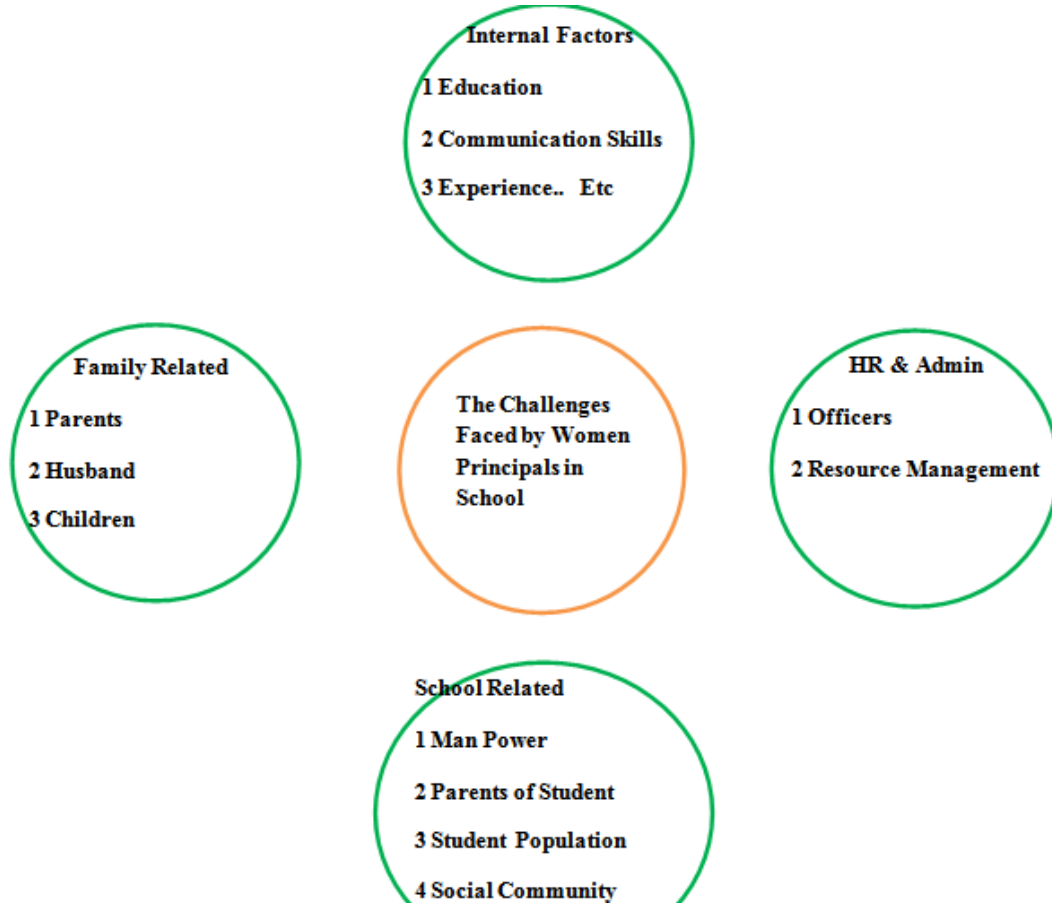 Internal Factors
1 Education
2 Communication Skills
3 Experience.. Etc
Family Related
1 Parents
2 Husband
3 Children
The Challenges
Faced by Women
Principals in
School
HR & Admin
1 Officers
2 Resource Management
School Related
1 Man Power
2 Parents of Student
3 Student Population
4 Social Community